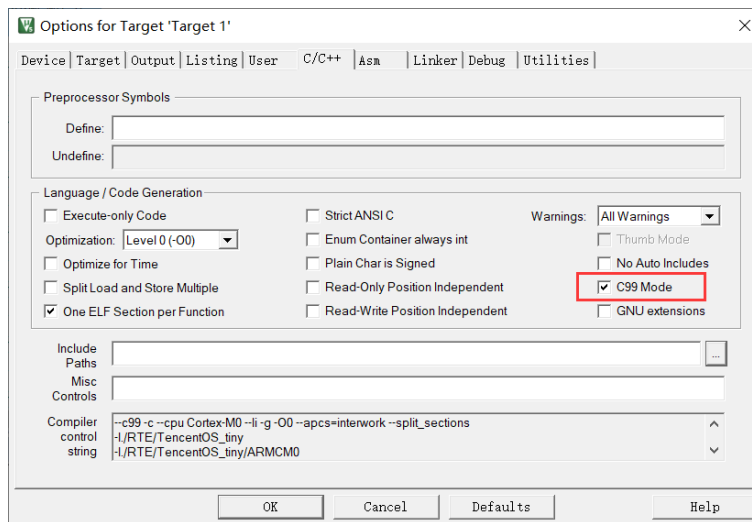 Options for Target 'Target 1'
Device Target Output Listing User C/C++ Asm Linker Debug Utilities
Preprocessor Symbols
Define:
Undefine:
Language / Code Generation
Execute-only Code Strict ANSI C Warnings: All Warnings
Optimization: Level 0 (-O0) Enum Container always int Thumb Mode
Optimize for Time Plain Char is Signed No Auto Includes
Split Load and Store Multiple Read-Only Position Independent C99 Mode
One ELF Section per Function Read-Write Position Independent GNU extensions
Include
Paths
...
Misc
Controls
Compiler
control
string
--c99 -c --cpu Cortex-M0 --li -g -O0 --apcs=interwork --split_sections
-I./RTE/TencentOS_tiny
-I./RTE/TencentOS_tiny/ARMCM0
OK Cancel Defaults Help